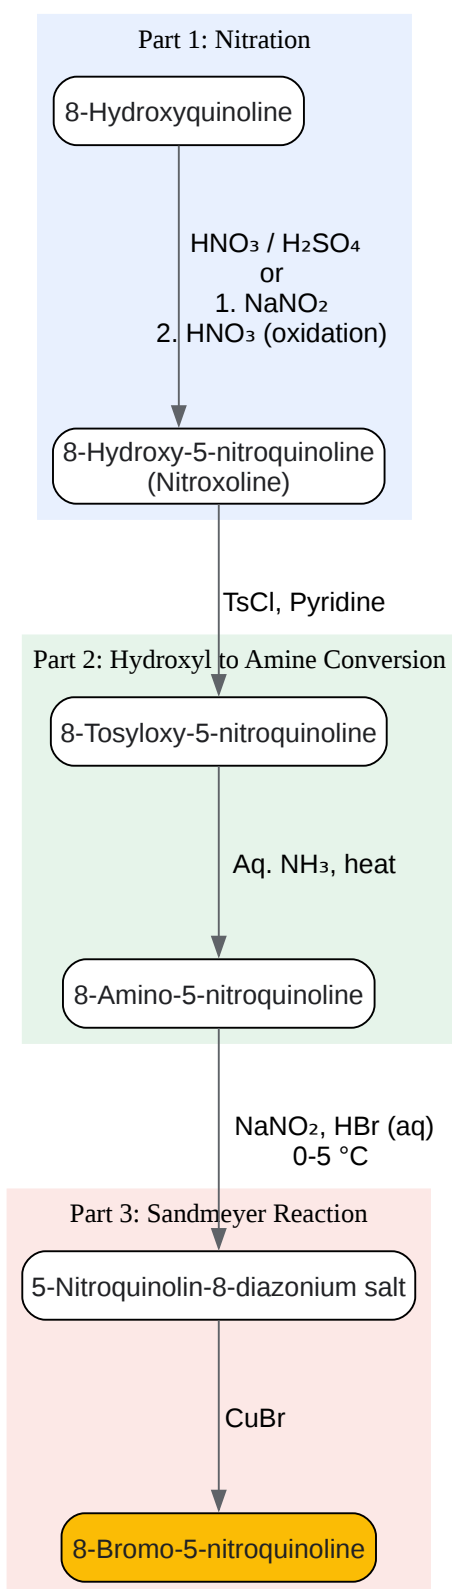 Part 1: Nitration
8-Hydroxyquinoline
HNO₃ / H₂SO₄
or
1. NaNO₂
2. HNO₃ (oxidation)
8-Hydroxy-5-nitroquinoline
(Nitroxoline)
TsCl, Pyridine
Part 2: Hydroxyl to Amine Conversion
8-Tosyloxy-5-nitroquinoline
Aq. NH₃, heat
8-Amino-5-nitroquinoline
NaNO₂, HBr (aq)
0-5 °C
Part 3: Sandmeyer Reaction
5-Nitroquinolin-8-diazonium salt
CuBr
8-Bromo-5-nitroquinoline